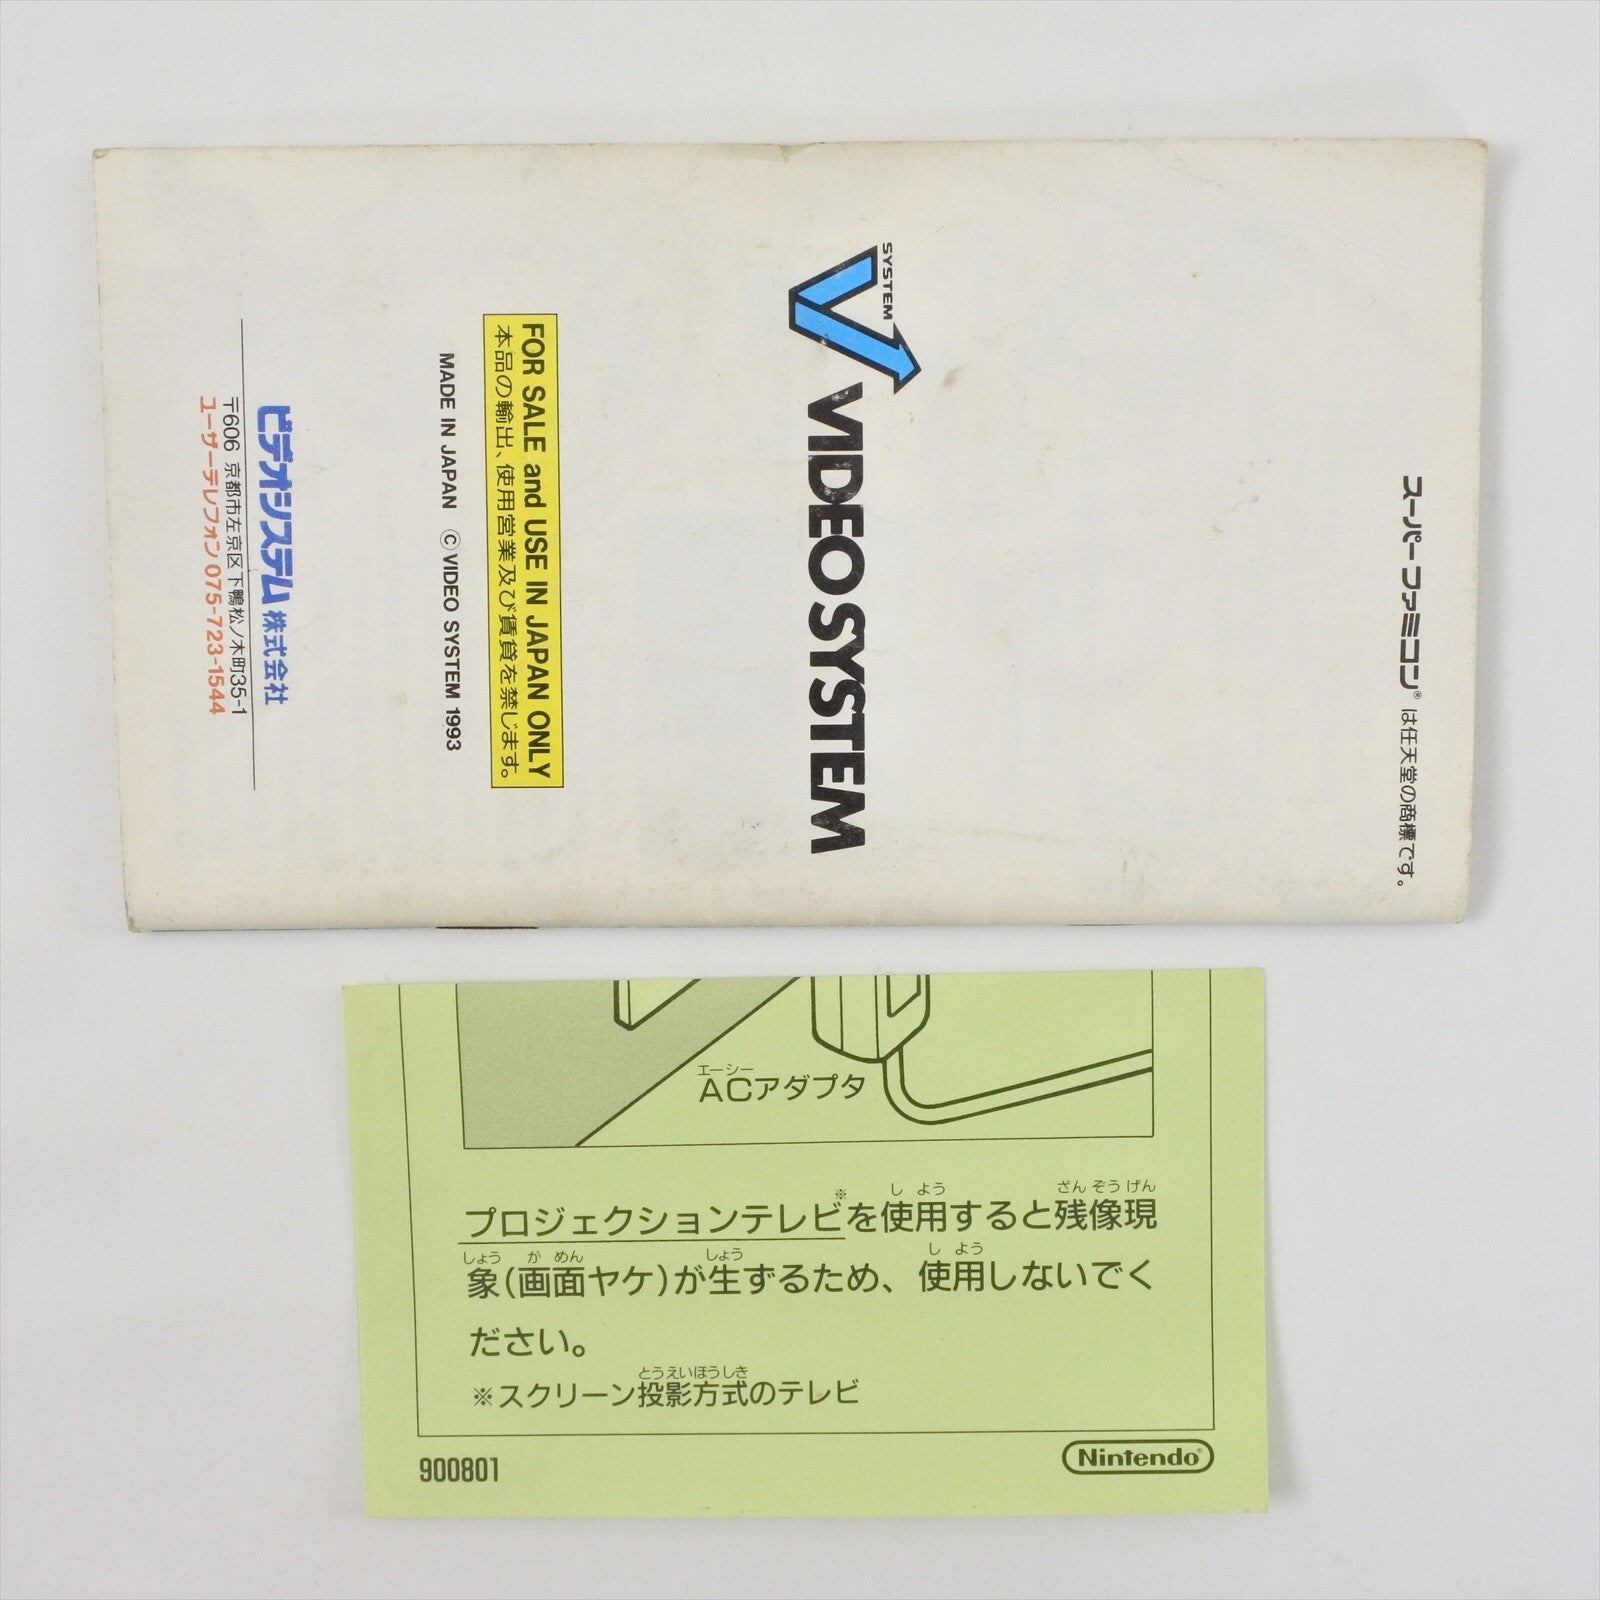 スーパーファミコン® は任天堂の商標です。
SYSTEM
VIDEO SYSTEM
FOR SALE and USE IN JAPAN ONLY
本品の輸出、使用営業及び賃貸を禁じます。
MADE IN JAPAN © VIDEO SYSTEM 1993
ビデオシステム株式会社
〒606 京都市左京区下鴨松ノ木町35-1
ユーザーテレフォン 075-723-1544
エーシー
ACアダプタ
※ し よう ざん ぞう げん
プロジェクションテレビを使用すると残像現
しょう が めん しょう し よう
象(画面ヤケ)が生ずるため、使用しないでく
ださい。
とうえいほうしき
※スクリーン投影方式のテレビ
900801
Nintendo®